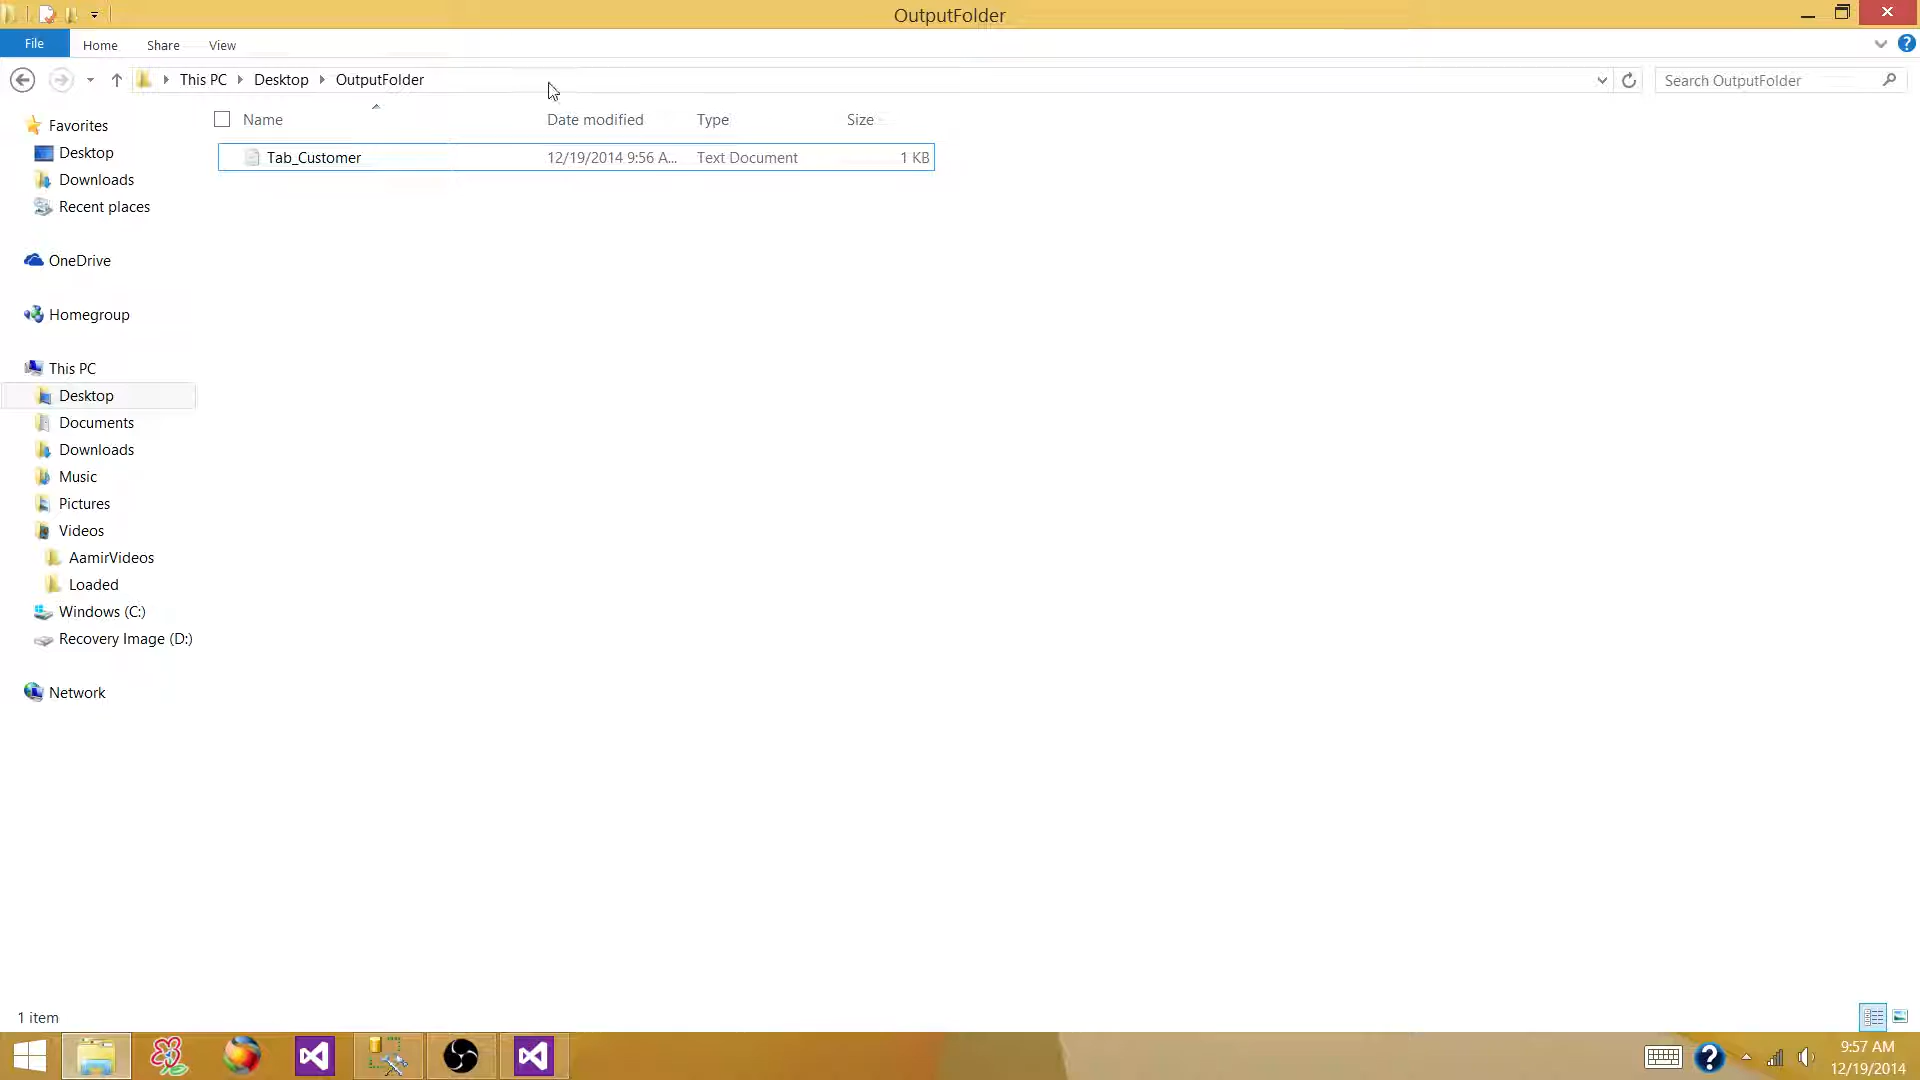 OutputFolder
File Home Share View
This PC Desktop OutputFolder
Search OutputFolder
Name Date modified Type Size
Tab_Customer 12/19/2014 9:56 A... Text Document 1 KB
Favorites
Desktop
Downloads
Recent places
OneDrive
Homegroup
This PC
Desktop
Documents
Downloads
Music
Pictures
Videos
AamirVideos
Loaded
Windows (C:)
Recovery Image (D:)
Network
1 item
9:57 AM
12/19/2014